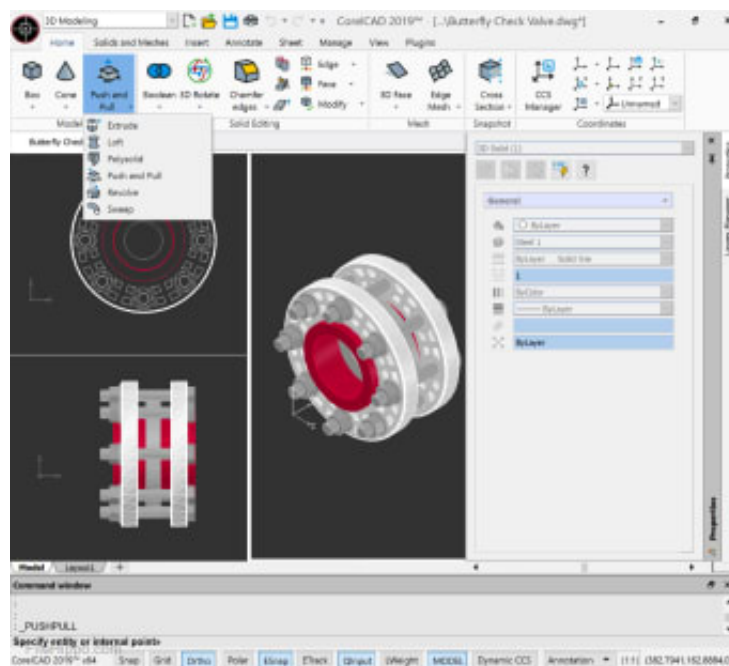 3D Modeling CorelCAD 2019™ - [...\Butterfly Check Valve.dwg*]
Home Solids and Meshes Insert Annotate Sheet Manage View Plugins
Edge
Face
Modify
Box Cone Push and Pull Boolean 3D Rotate Chamfer edges 3D Face Edge Mesh Cross Section CCS Manager Unnamed
Model Solid Editing Mesh Snapshot Coordinates
Extrude
Butterfly Chec
Loft
3D Solid (1)
Polysolid
Push and Pull
?
Revolve
General
Sweep
ByLayer
Steel 1
ByLayer Solid line
1
ByColor
ByLayer
ByLayer
Properties
Model Layout1 +
Command window
:
:
:_PUSHPULL
Specify entity or internal point»
CorelCAD 2019™ x64 Snap Grid Ortho Polar ESnap ETrack QInput LWeight MODEL Dynamic CCS Annotation (1:1)